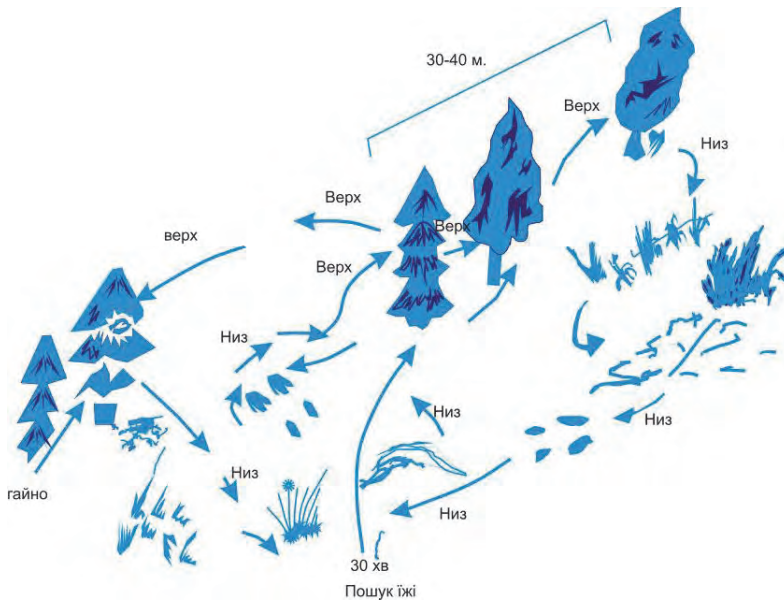 30-40 м.
Верх
Низ
Верх
Верх
верх
Верх
Низ
Низ
Низ
Низ
гайно
Низ
30 хв
Пошук їжі